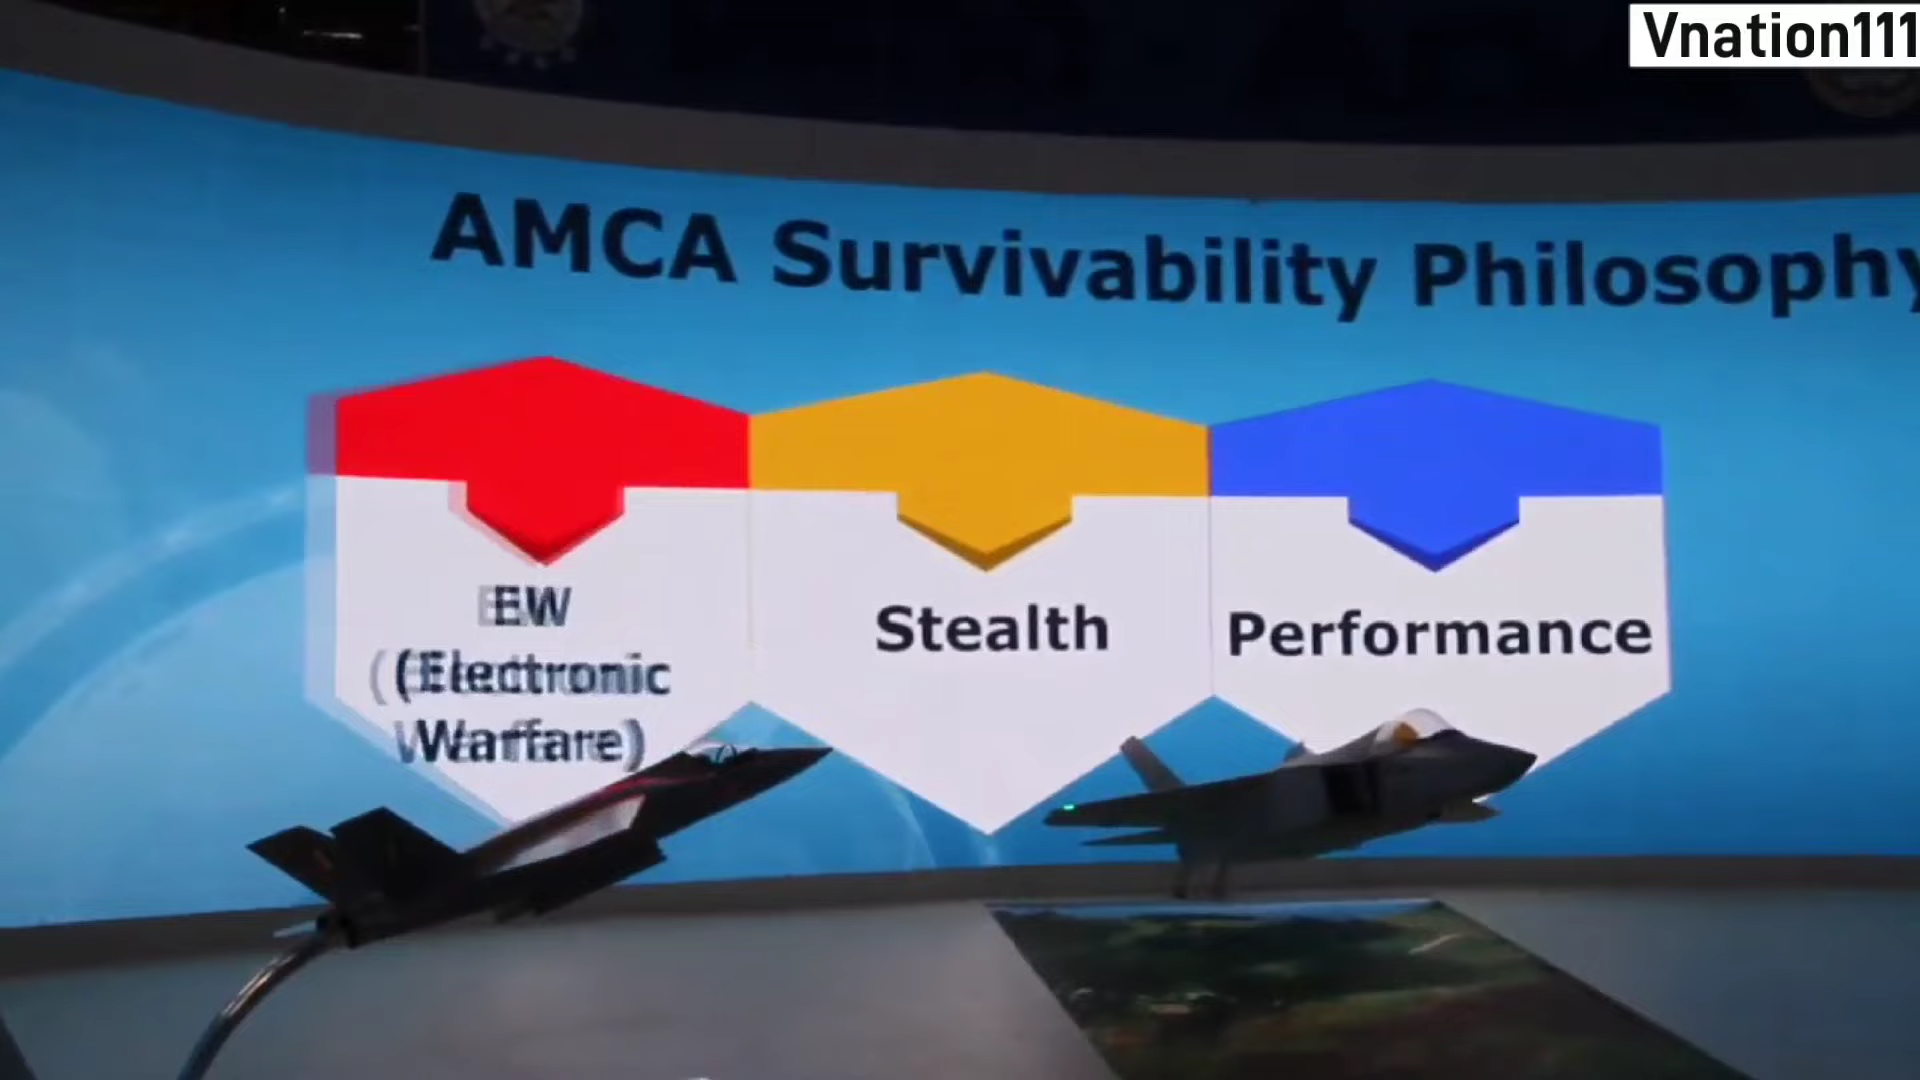 Vnation111
AMCA Survivability Philosophy
EW
(Electronic
Warfare)
Stealth
Performance